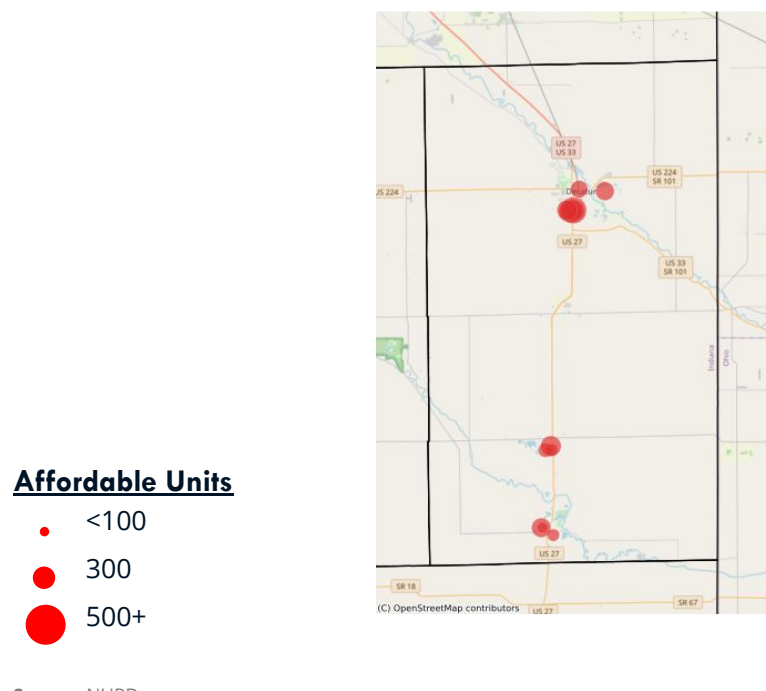 US 27
US 33
US 224
SR 101
US 224
Decatur
US 27
US 33
SR 101
Indiana
Ohio
Affordable Units
<100
300
500+
US 27
SR 18
SR 67
(C) OpenStreetMap contributors
US 27